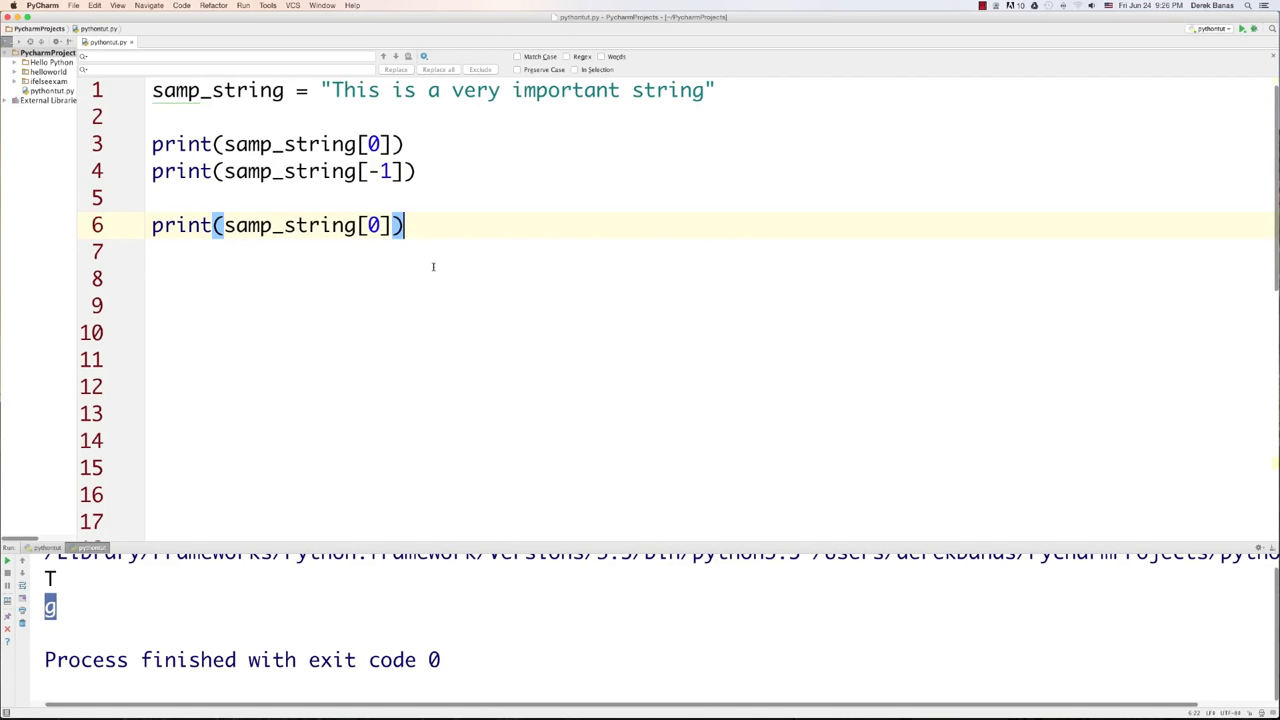 PyCharm File Edit View Navigate Code Refactor Run Tools VCS Window Help
10 Fri Jun 24 9:26 PM Derek Banas
pythontut.py - PycharmProjects - [~/PycharmProjects]
PycharmProjects pythontut.py
pythontut
pythontut.py
Match Case Regex Words
Replace Replace all Exclude Preserve Case In Selection
PycharmProject
Hello Python
helloworld
ifelseexam
pythontut.py
External Librarie
1 samp_string = "This is a very important string"
2
3 print(samp_string[0])
4 print(samp_string[-1])
5
6 print(samp_string[0])
7
8
9
10
11
12
13
14
15
16
17
Run: pythontut pythontut
/Library/Frameworks/Python.framework/Versions/3.5/bin/python3.5 /Users/derekbanas/PycharmProjects/pytho
T
g
Process finished with exit code 0
6:22 LF UTF-8